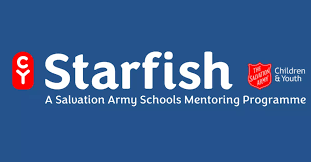 CY
Starfish
THE
SALVATION
ARMY
Children
& Youth
A Salvation Army Schools Mentoring Programme